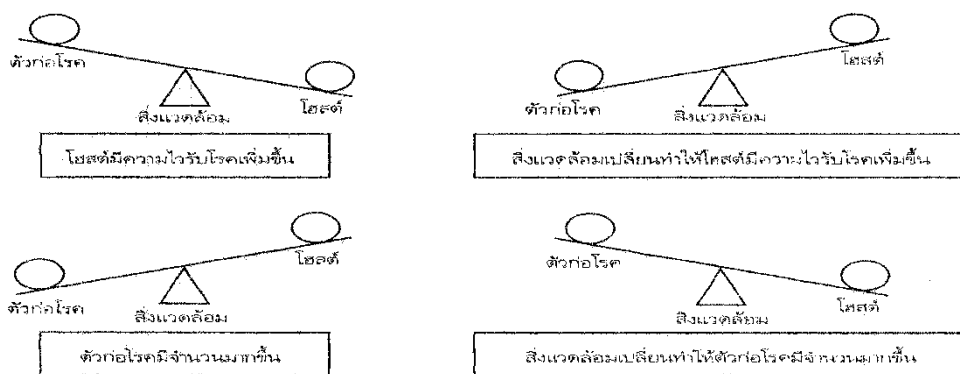 ตัวก่อโรค
โฮสต์
สิ่งแวดล้อม
โฮสต์มีความไวรับโรคเพิ่มขึ้น
โฮสต์
ตัวก่อโรค
สิ่งแวดล้อม
สิ่งแวดล้อมเปลี่ยนทำให้โฮสต์มีความไวรับโรคเพิ่มขึ้น
โฮสต์
ตัวก่อโรค
สิ่งแวดล้อม
ตัวก่อโรคมีจำนวนมากขึ้น
ตัวก่อโรค
โฮสต์
สิ่งแวดล้อม
สิ่งแวดล้อมเปลี่ยนทำให้ตัวก่อโรคมีจำนวนมากขึ้น